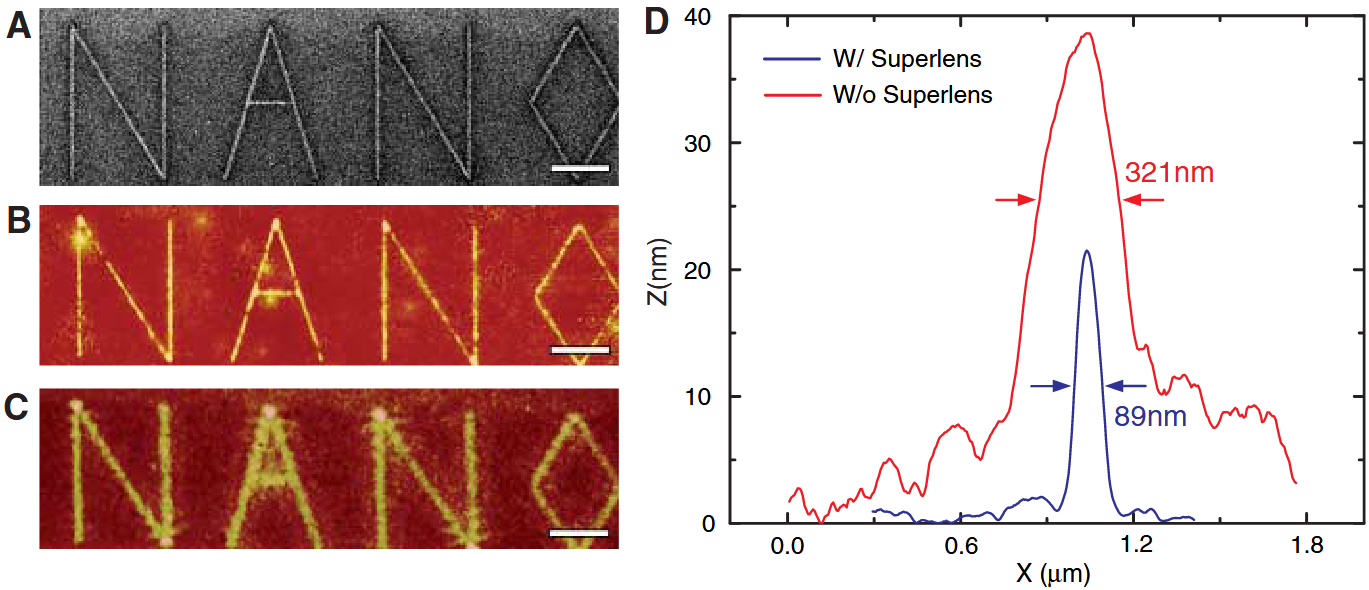 A
NANO
B
NANO
C
NANO
D
40
30
20
10
0
Z(nm)
W/ Superlens
W/o Superlens
321nm
89nm
0.0 0.6 1.2 1.8
X (μm)